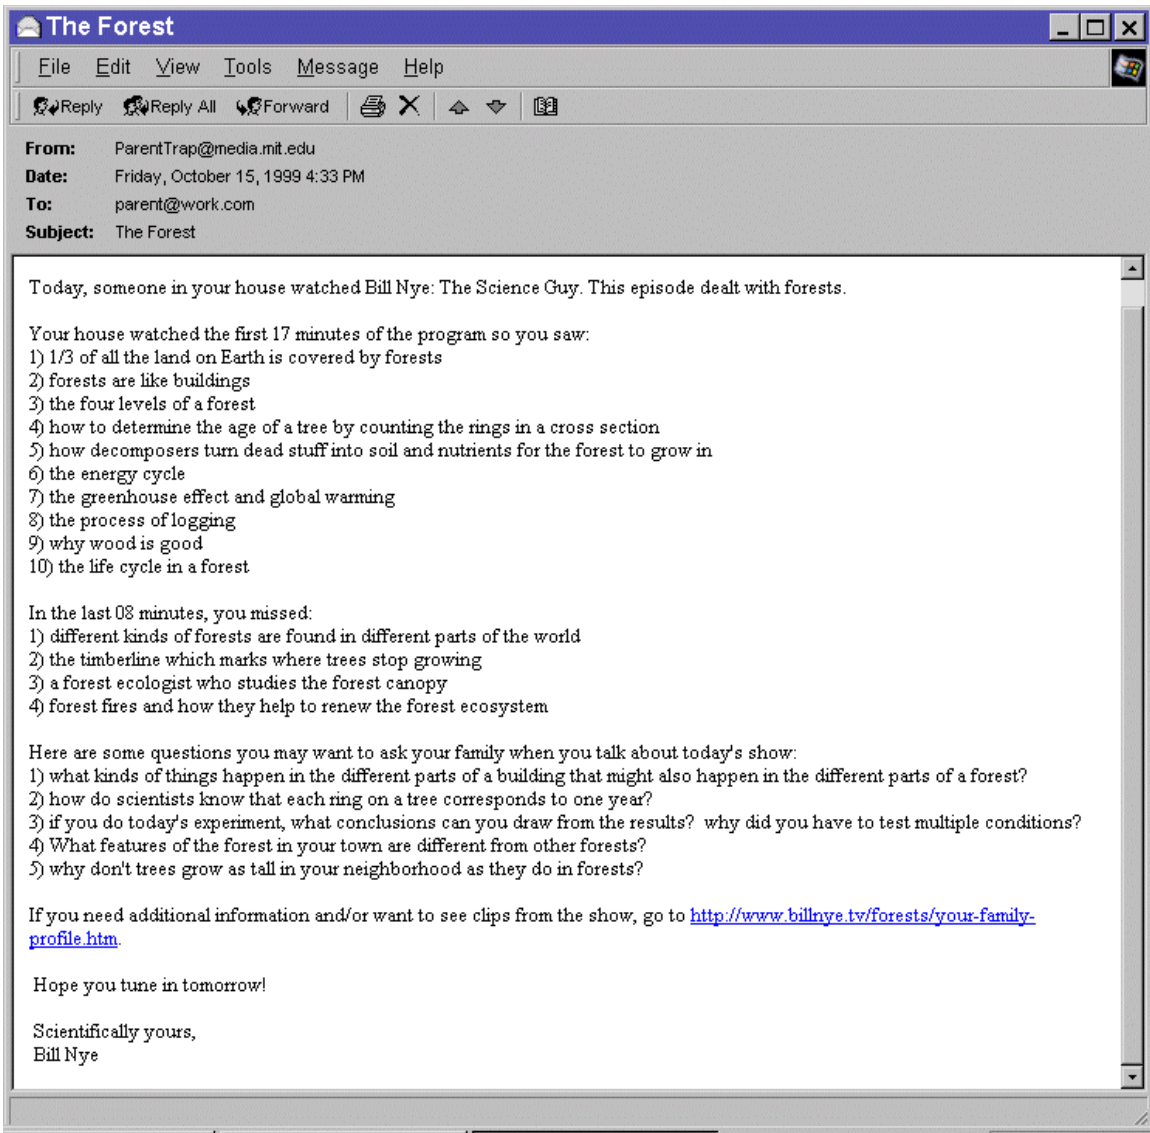 The Forest
File Edit View Tools Message Help
Reply Reply All Forward
From: ParentTrap@media.mit.edu
Date: Friday, October 15, 1999 4:33 PM
To: parent@work.com
Subject: The Forest
Today, someone in your house watched Bill Nye: The Science Guy. This episode dealt with forests.
Your house watched the first 17 minutes of the program so you saw:
1) 1/3 of all the land on Earth is covered by forests
2) forests are like buildings
3) the four levels of a forest
4) how to determine the age of a tree by counting the rings in a cross section
5) how decomposers turn dead stuff into soil and nutrients for the forest to grow in
6) the energy cycle
7) the greenhouse effect and global warming
8) the process of logging
9) why wood is good
10) the life cycle in a forest
In the last 08 minutes, you missed:
1) different kinds of forests are found in different parts of the world
2) the timberline which marks where trees stop growing
3) a forest ecologist who studies the forest canopy
4) forest fires and how they help to renew the forest ecosystem
Here are some questions you may want to ask your family when you talk about today's show:
1) what kinds of things happen in the different parts of a building that might also happen in the different parts of a forest?
2) how do scientists know that each ring on a tree corresponds to one year?
3) if you do today's experiment, what conclusions can you draw from the results?  why did you have to test multiple conditions?
4) What features of the forest in your town are different from other forests?
5) why don't trees grow as tall in your neighborhood as they do in forests?
If you need additional information and/or want to see clips from the show, go to http://www.billnye.tv/forests/your-family-
profile.htm.
Hope you tune in tomorrow!
Scientifically yours,
Bill Nye